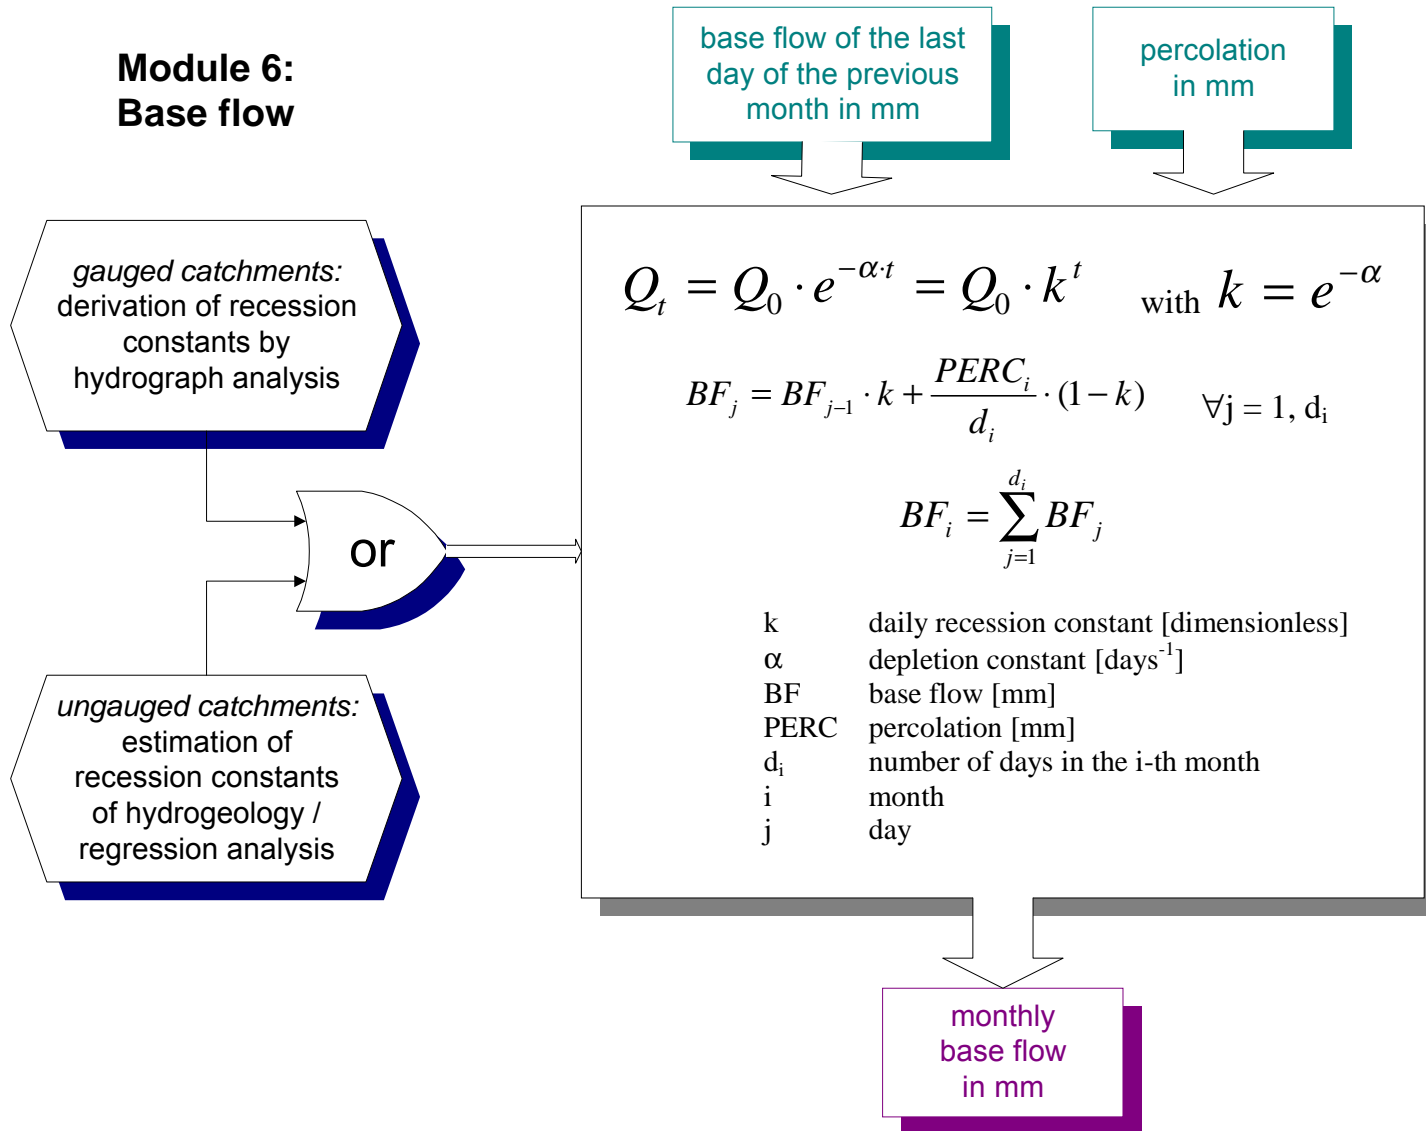 Module 6:
Base flow
base flow of the last
day of the previous
month in mm
percolation
in mm
gauged catchments:
derivation of recession
constants by
hydrograph analysis
or
ungauged catchments:
estimation of
recession constants
of hydrogeology /
regression analysis
Q_t = Q_0 · e^{−α·t} = Q_0 · k^t with k = e^{−α}
BF_j = BF_{j−1} · k + \frac{PERC_i}{d_i} · (1 − k) ∀j = 1, d_i
BF_i = \sum_{j=1}^{d_i} BF_j
k daily recession constant [dimensionless]
α depletion constant [days^{-1}]
BF base flow [mm]
PERC percolation [mm]
d_i number of days in the i-th month
i month
j day
monthly
base flow
in mm